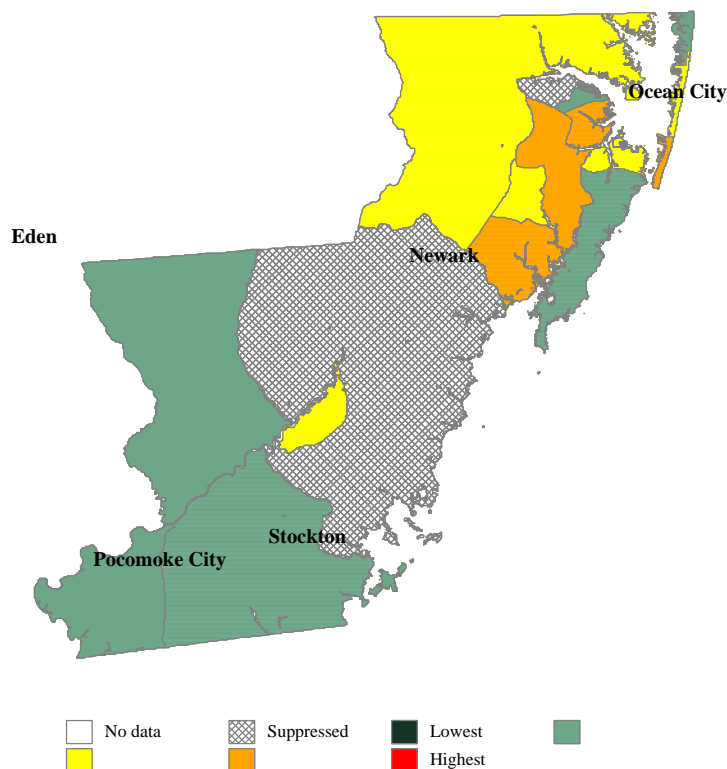 Ocean City
Eden
Newark
Stockton
Pocomoke City
No data Suppressed Lowest
Highest